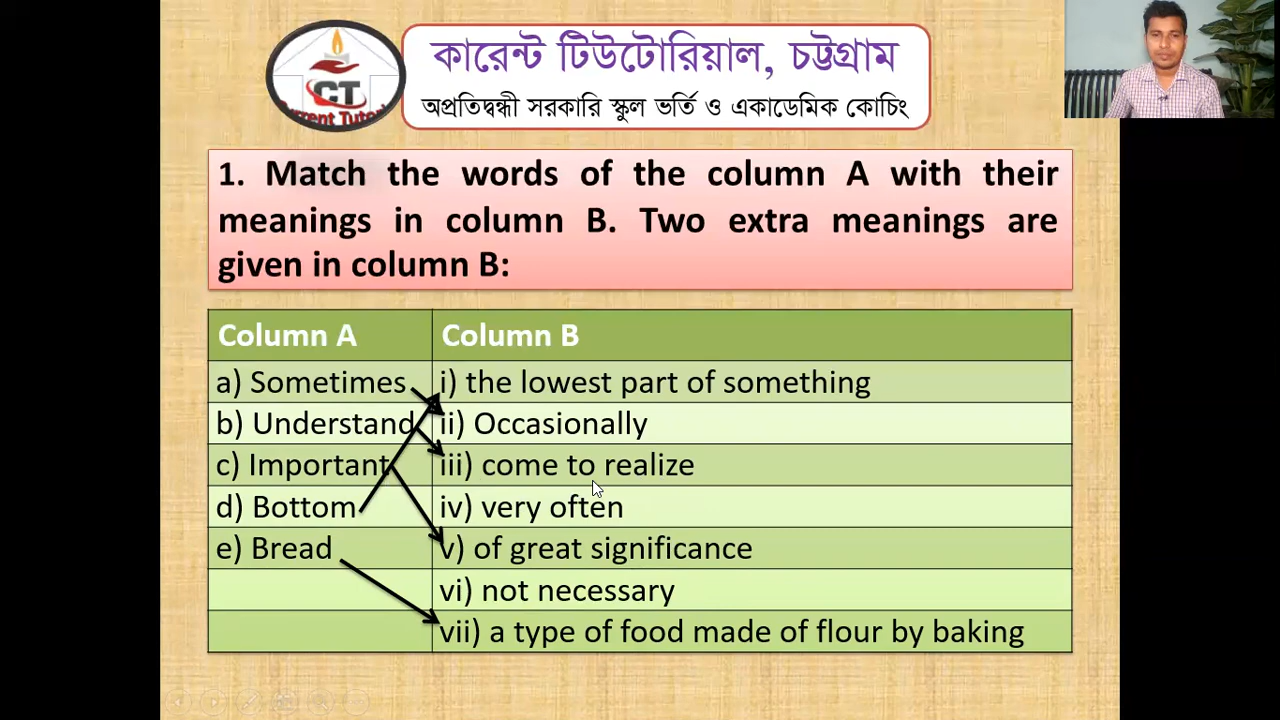 কারেন্ট টিউটোরিয়াল, চট্টগ্রাম
অপ্রতিদ্বন্দ্বী সরকারি স্কুল ভর্তি ও একাডেমিক কোচিং
CT
urrent Tutor
1. Match the words of the column A with their
meanings in column B. Two extra meanings are
given in column B:
Column A Column B
a) Sometimes i) the lowest part of something
b) Understand ii) Occasionally
c) Important iii) come to realize
d) Bottom iv) very often
e) Bread v) of great significance
vi) not necessary
vii) a type of food made of flour by baking